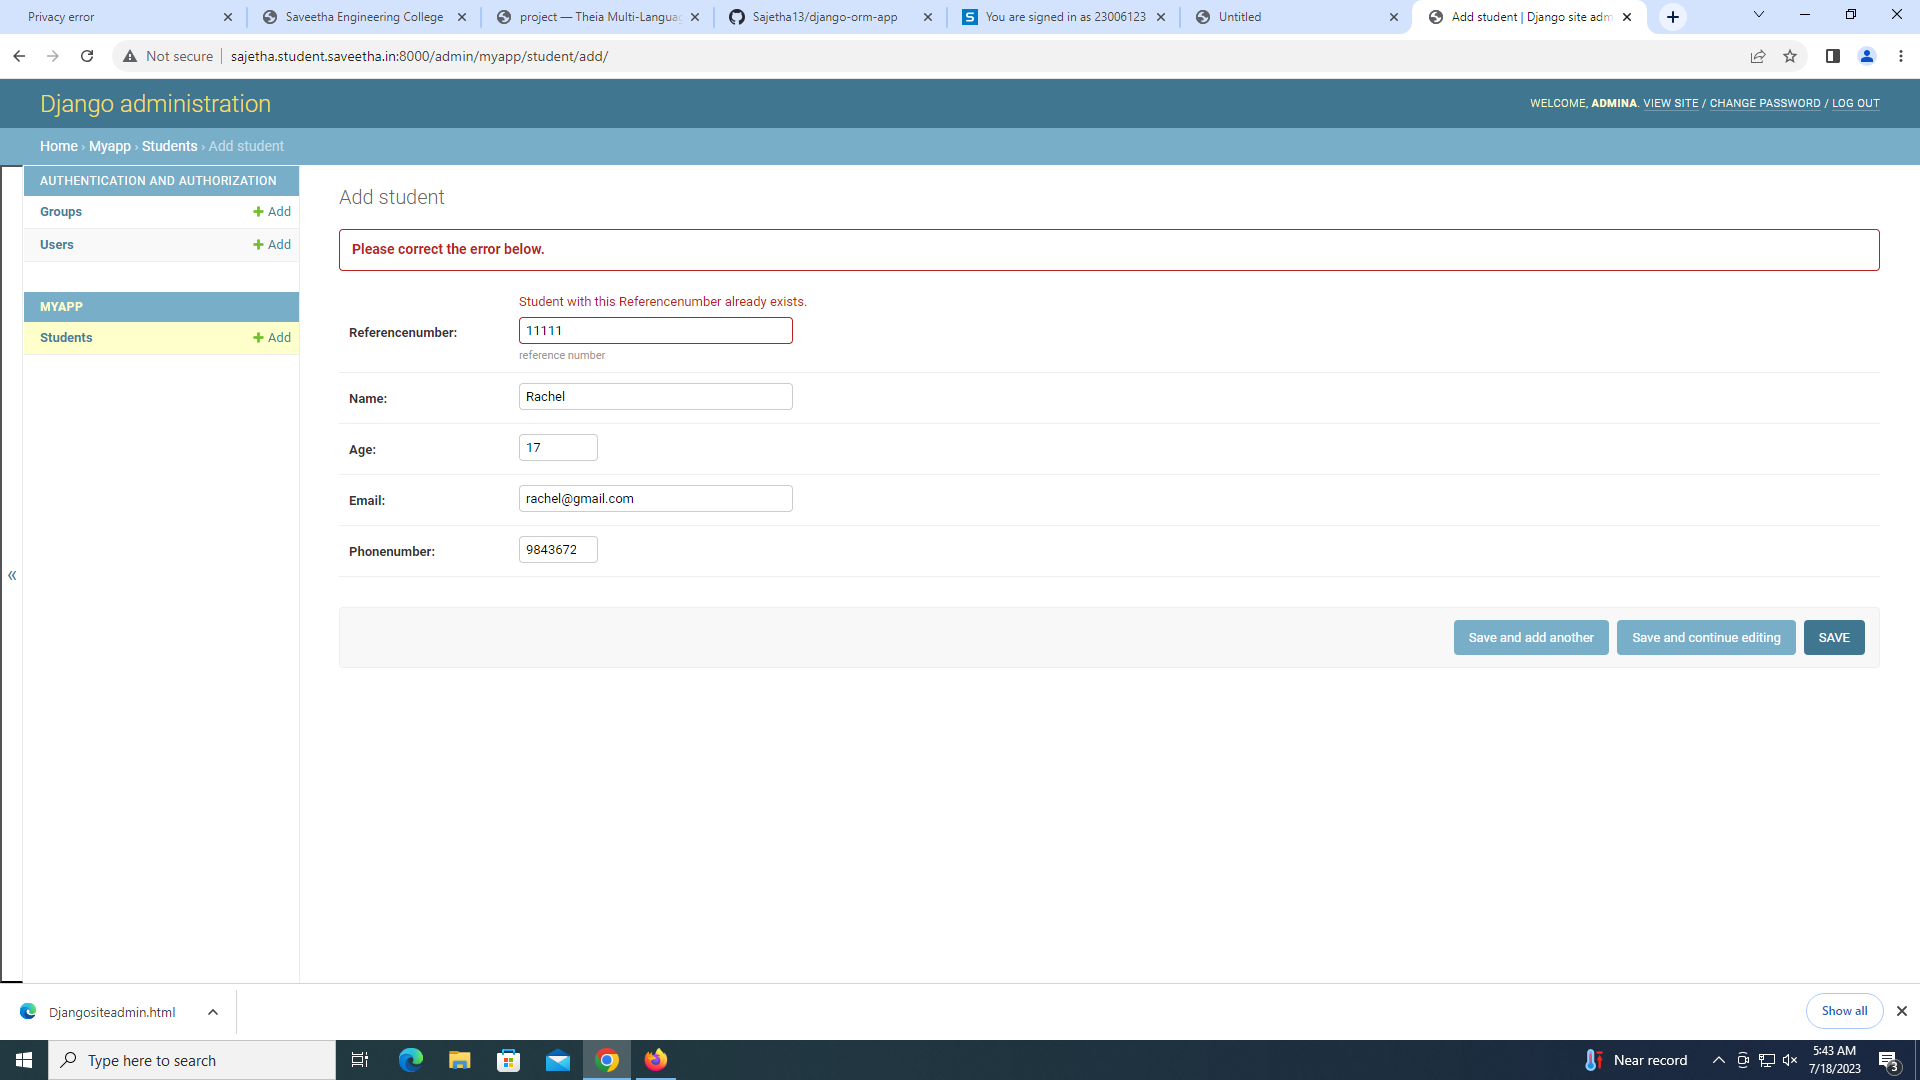 Privacy error
Saveetha Engineering College
project — Theia Multi-Langua
Sajetha13/django-orm-app
S You are signed in as 23006123
Untitled
Add student | Django site adm
Not secure
sajetha.student.saveetha.in:8000/admin/myapp/student/add/
Django administration
WELCOME, ADMINA. VIEW SITE / CHANGE PASSWORD / LOG OUT
Home › Myapp › Students › Add student
AUTHENTICATION AND AUTHORIZATION
Groups
+ Add
Users
+ Add
MYAPP
Students
+ Add
«
Add student
Please correct the error below.
Student with this Referencenumber already exists.
Referencenumber:
11111
reference number
Name:
Rachel
Age:
17
Email:
rachel@gmail.com
Phonenumber:
9843672
Save and add another
Save and continue editing
SAVE
Djangositeadmin.html
Show all
Type here to search
Near record
5:43 AM
7/18/2023
3